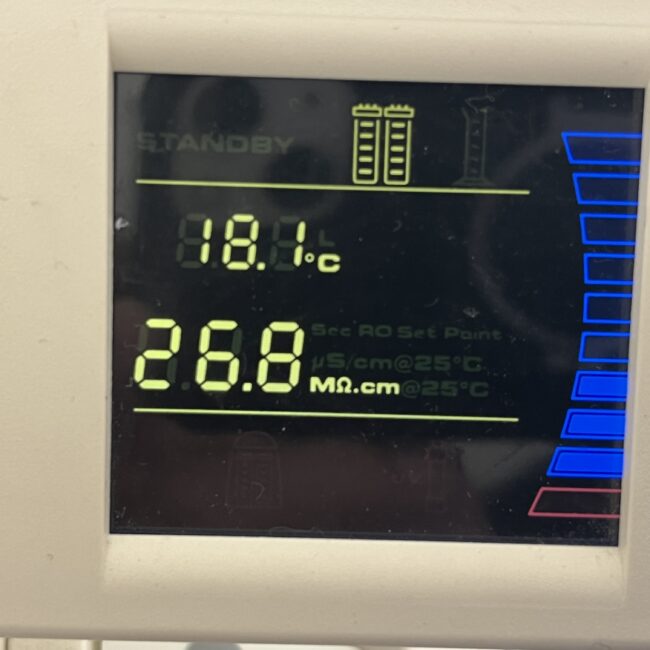 STANDBY
18.1 °C
L
26.8 MΩ.cm@25°C
Sec RO Set Point
µS/cm@25°C